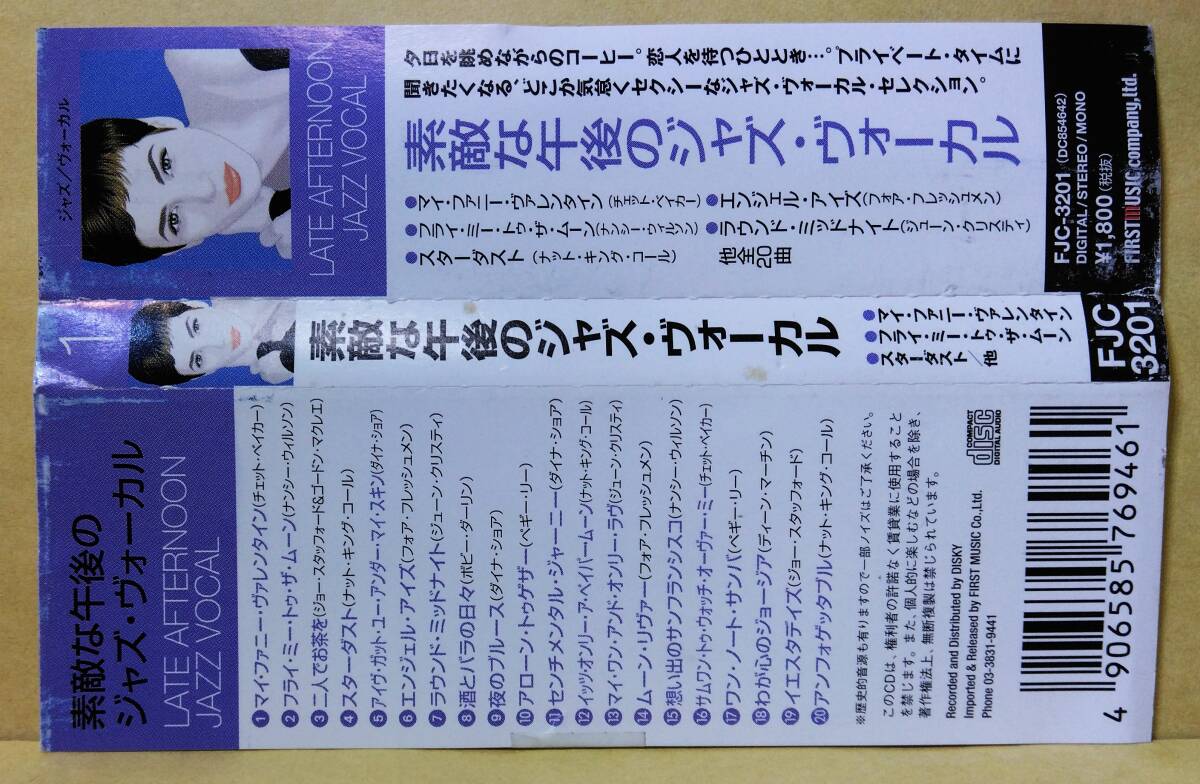 ジャズ/ヴォーカル
LATE AFTERNOON
JAZZ VOCAL
夕日を眺めながらのコーヒー。恋人を待つひととき…。プライベート・タイムに
聞きたくなる、どこか気怠くセクシーなジャズ・ヴォーカル・セレクション。
素敵な午後のジャズ・ヴォーカル
●マイ・ファニー・ヴァレンタイン(チェット・ベイカー)
●エンジェル・アイズ(フォア・フレッシュメン)
●フライ・ミー・トゥ・ザ・ムーン(ナンシー・ウィルソン)
●ラウンド・ミッドナイト(ジューン・クリスティ)
●スターダスト(ナット・キング・コール)
他全20曲
FJC-3201 (DC854642)
DIGITAL/STEREO/MONO
¥1,800(税抜)
FIRST MUSIC company,ltd.
1
素敵な午後のジャズ・ヴォーカル
●マイ・ファニー・ヴァレンタイン
●フライ・ミー・トゥ・ザ・ムーン
●スターダスト/他
FJC
3201
素敵な午後の
ジャズ・ヴォーカル
LATE AFTERNOON
JAZZ VOCAL
❶マイ・ファニー・ヴァレンタイン(チェット・ベイカー)
❷フライ・ミー・トゥ・ザ・ムーン(ナンシー・ウィルソン)
❸二人でお茶を(ジョー・スタッフォード&ゴードン・マクレエ)
❹スターダスト(ナット・キング・コール)
❺アイヴ・ガット・ユー・アンダー・マイ・スキン(ダイナ・ショア)
❻エンジェル・アイズ(フォア・フレッシュメン)
❼ラウンド・ミッドナイト(ジューン・クリスティ)
❽酒とバラの日々(ボビー・ダーリン)
❾夜のブルース(ダイナ・ショア)
❿アローン・トゥゲザー(ペギー・リー)
⓫センチメンタル・ジャーニー(ダイナ・ショア)
⓬イッツ・オンリー・ア・ペイパームーン(ナット・キング・コール)
⓭マイ・ワン・アンド・オンリー・ラヴ(ジューン・クリスティ)
⓮ムーン・リヴァー(フォア・フレッシュメン)
⓯想い出のサンフランシスコ(ナンシー・ウィルソン)
⓰サムワン・トゥ・ウォッチ・オーヴァー・ミー(チェット・ベイカー)
⓱ワン・ノート・サンバ(ペギー・リー)
⓲わが心のジョージア(ディーン・マーチン)
⓳イエスタデイズ(ジョー・スタッフォード)
⓴アンフォゲッタブル(ナット・キング・コール)
※歴史的音源も有りますので一部ノイズはご了承ください。
このCDは、権利者の許諾なく賃貸業に使用すること
を禁じます。また、個人的に楽しむなどの場合を除き、
著作権法上、無断複製は禁じられています。
Recorded and Distributed by DISKY
Imported & Released by FIRST MUSIC Co.,Ltd.
Phone 03-3831-9441
COMPACT
disc
DIGITAL AUDIO
4 906585 769461